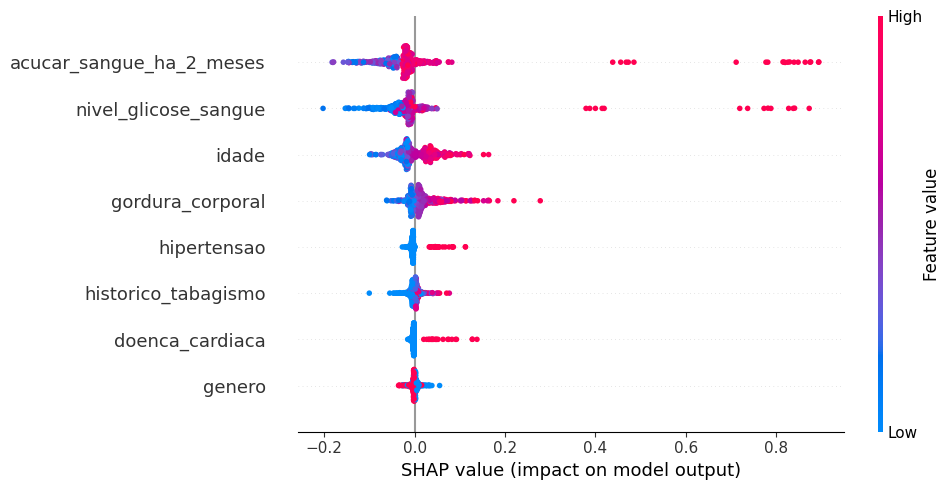 High
acucar_sangue_ha_2_meses
nivel_glicose_sangue
idade
gordura_corporal
hipertensao
historico_tabagismo
doenca_cardiaca
genero
Feature value
Low
−0.2 0.0 0.2 0.4 0.6 0.8
SHAP value (impact on model output)